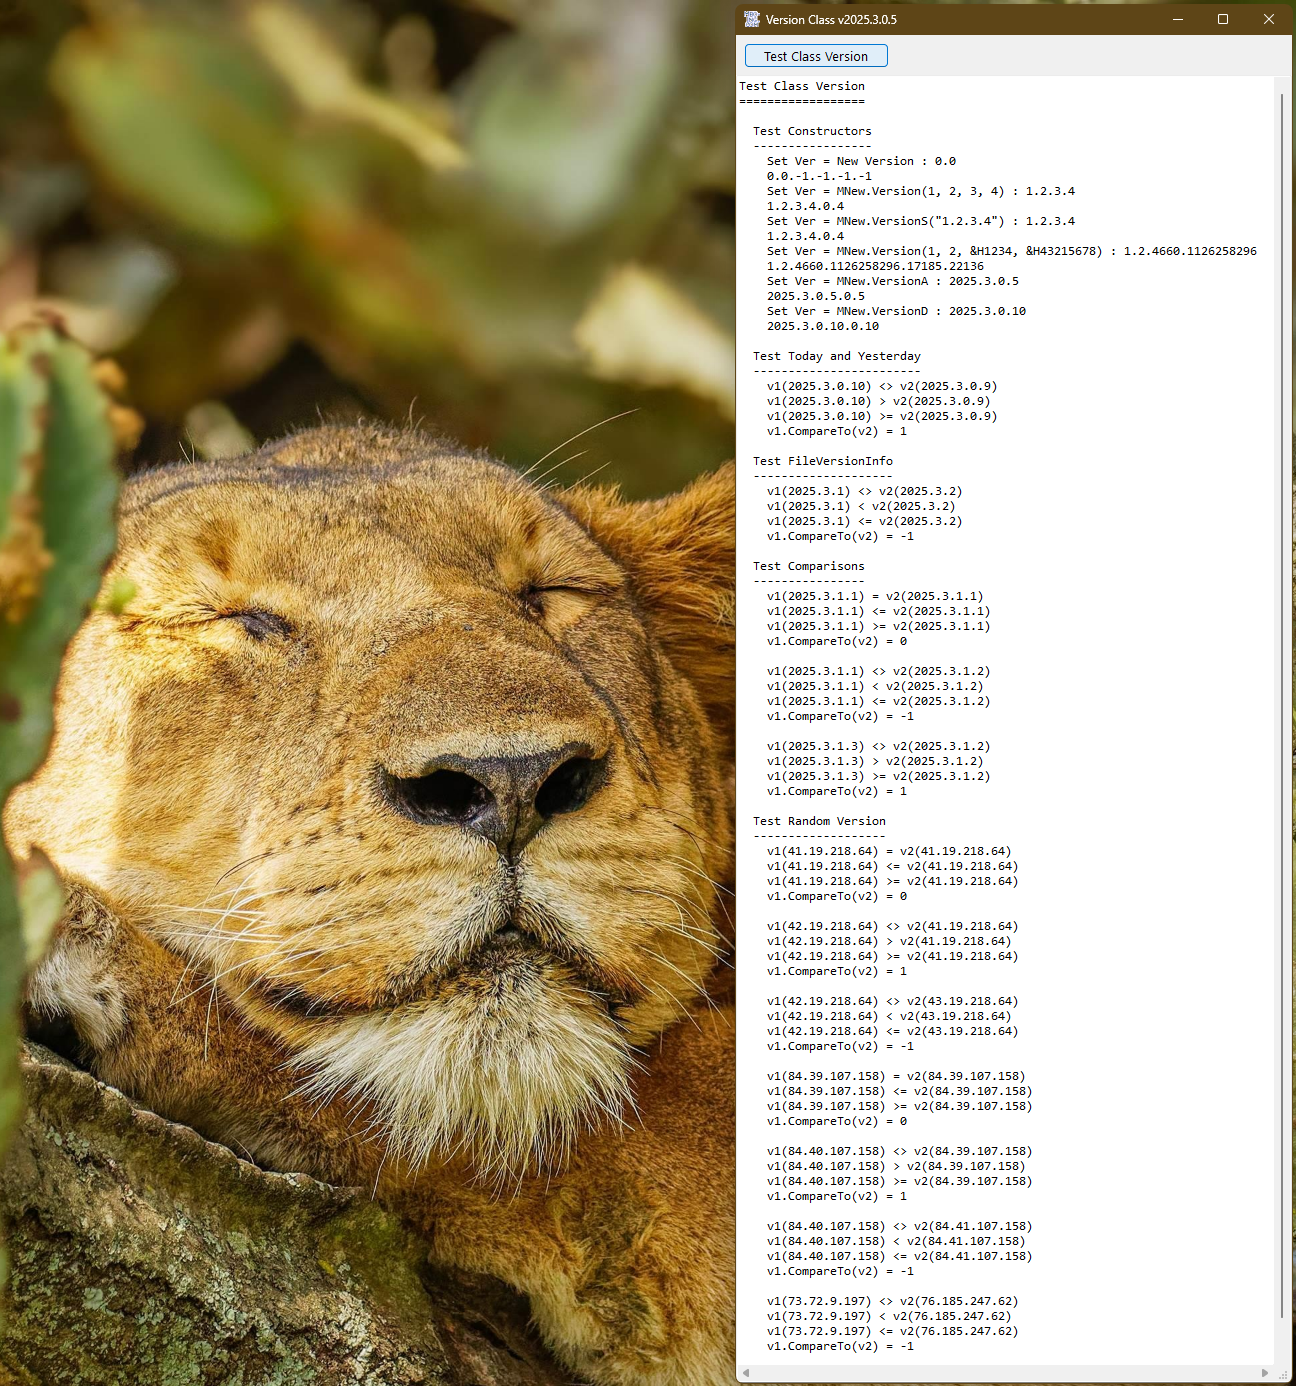 Version Class v2025.3.0.5
Test Class Version
Test Class Version
==================
Test Constructors
-----------------
Set Ver = New Version : 0.0
0.0.-1.-1.-1.-1
Set Ver = MNew.Version(1, 2, 3, 4) : 1.2.3.4
1.2.3.4.0.4
Set Ver = MNew.VersionS("1.2.3.4") : 1.2.3.4
1.2.3.4.0.4
Set Ver = MNew.Version(1, 2, &H1234, &H43215678) : 1.2.4660.1126258296
1.2.4660.1126258296.17185.22136
Set Ver = MNew.VersionA : 2025.3.0.5
2025.3.0.5.0.5
Set Ver = MNew.VersionD : 2025.3.0.10
2025.3.0.10.0.10
Test Today and Yesterday
------------------------
v1(2025.3.0.10) <> v2(2025.3.0.9)
v1(2025.3.0.10) > v2(2025.3.0.9)
v1(2025.3.0.10) >= v2(2025.3.0.9)
v1.CompareTo(v2) = 1
Test FileVersionInfo
--------------------
v1(2025.3.1) <> v2(2025.3.2)
v1(2025.3.1) < v2(2025.3.2)
v1(2025.3.1) <= v2(2025.3.2)
v1.CompareTo(v2) = -1
Test Comparisons
----------------
v1(2025.3.1.1) = v2(2025.3.1.1)
v1(2025.3.1.1) <= v2(2025.3.1.1)
v1(2025.3.1.1) >= v2(2025.3.1.1)
v1.CompareTo(v2) = 0
v1(2025.3.1.1) <> v2(2025.3.1.2)
v1(2025.3.1.1) < v2(2025.3.1.2)
v1(2025.3.1.1) <= v2(2025.3.1.2)
v1.CompareTo(v2) = -1
v1(2025.3.1.3) <> v2(2025.3.1.2)
v1(2025.3.1.3) > v2(2025.3.1.2)
v1(2025.3.1.3) >= v2(2025.3.1.2)
v1.CompareTo(v2) = 1
Test Random Version
-------------------
v1(41.19.218.64) = v2(41.19.218.64)
v1(41.19.218.64) <= v2(41.19.218.64)
v1(41.19.218.64) >= v2(41.19.218.64)
v1.CompareTo(v2) = 0
v1(42.19.218.64) <> v2(41.19.218.64)
v1(42.19.218.64) > v2(41.19.218.64)
v1(42.19.218.64) >= v2(41.19.218.64)
v1.CompareTo(v2) = 1
v1(42.19.218.64) <> v2(43.19.218.64)
v1(42.19.218.64) < v2(43.19.218.64)
v1(42.19.218.64) <= v2(43.19.218.64)
v1.CompareTo(v2) = -1
v1(84.39.107.158) = v2(84.39.107.158)
v1(84.39.107.158) <= v2(84.39.107.158)
v1(84.39.107.158) >= v2(84.39.107.158)
v1.CompareTo(v2) = 0
v1(84.40.107.158) <> v2(84.39.107.158)
v1(84.40.107.158) > v2(84.39.107.158)
v1(84.40.107.158) >= v2(84.39.107.158)
v1.CompareTo(v2) = 1
v1(84.40.107.158) <> v2(84.41.107.158)
v1(84.40.107.158) < v2(84.41.107.158)
v1(84.40.107.158) <= v2(84.41.107.158)
v1.CompareTo(v2) = -1
v1(73.72.9.197) <> v2(76.185.247.62)
v1(73.72.9.197) < v2(76.185.247.62)
v1(73.72.9.197) <= v2(76.185.247.62)
v1.CompareTo(v2) = -1